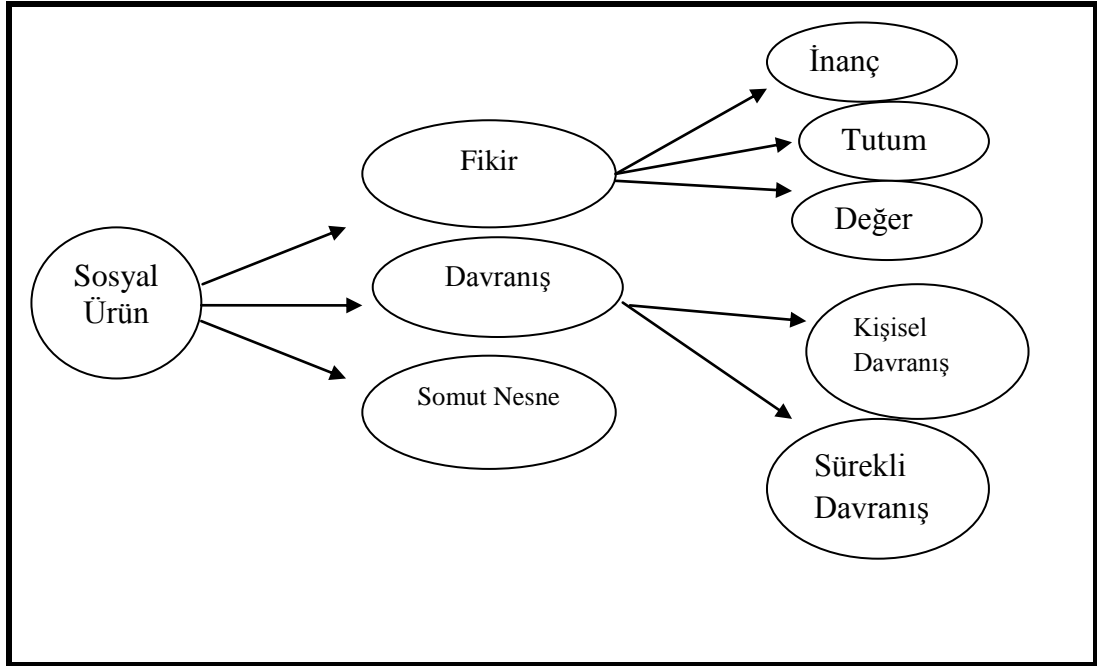 Sosyal
Ürün
Fikir
Davranış
Somut Nesne
İnanç
Tutum
Değer
Kişisel
Davranış
Sürekli
Davranış